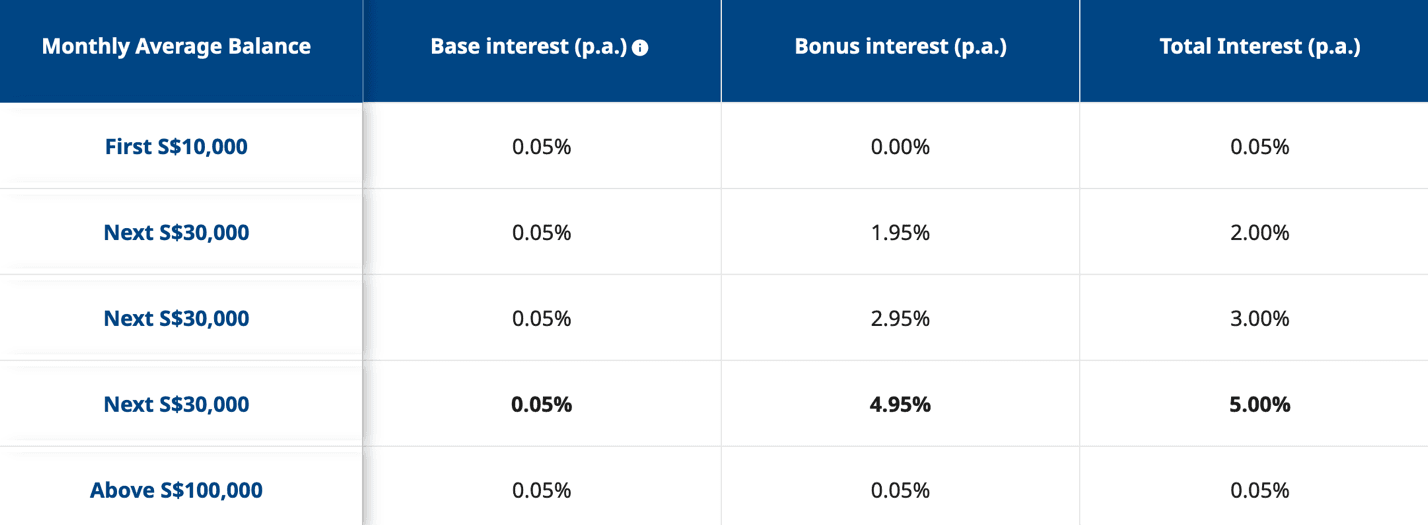 Monthly Average Balance Base interest (p.a.) Bonus interest (p.a.) Total Interest (p.a.)
First S$10,000 0.05% 0.00% 0.05%
Next S$30,000 0.05% 1.95% 2.00%
Next S$30,000 0.05% 2.95% 3.00%
Next S$30,000 0.05% 4.95% 5.00%
Above S$100,000 0.05% 0.05% 0.05%